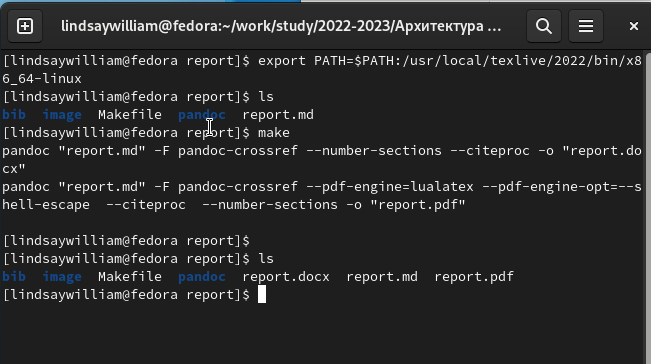 lindsaywilliam@fedora:~/work/study/2022-2023/Архитектура ...
[lindsaywilliam@fedora report]$ export PATH=$PATH:/usr/local/texlive/2022/bin/x8
6_64-linux
[lindsaywilliam@fedora report]$ ls
bib  image  Makefile  pandoc  report.md
[lindsaywilliam@fedora report]$ make
pandoc "report.md" -F pandoc-crossref --number-sections --citeproc -o "report.do
cx"
pandoc "report.md" -F pandoc-crossref --pdf-engine=lualatex --pdf-engine-opt=--s
hell-escape  --citeproc  --number-sections -o "report.pdf"
[lindsaywilliam@fedora report]$
[lindsaywilliam@fedora report]$ ls
bib  image  Makefile  pandoc  report.docx  report.md  report.pdf
[lindsaywilliam@fedora report]$